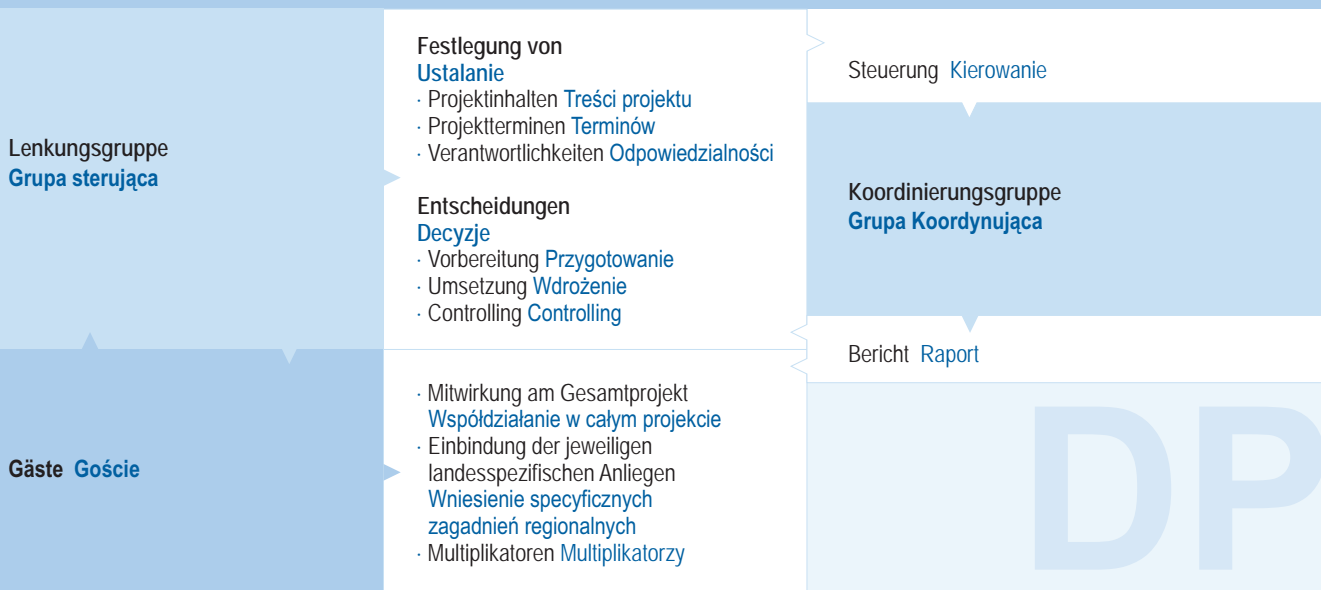 Lenkungsgruppe
Grupa sterująca
Festlegung von
Ustalanie
· Projektinhalten Treści projektu
· Projektterminen Terminów
· Verantwortlichkeiten Odpowiedzialności
Entscheidungen
Decyzje
· Vorbereitung Przygotowanie
· Umsetzung Wdrożenie
· Controlling Controlling
Steuerung Kierowanie
Koordinierungsgruppe
Grupa Koordynująca
Bericht Raport
Gäste Goście
· Mitwirkung am Gesamtprojekt
Współdziałanie w całym projekcie
· Einbindung der jeweiligen
landesspezifischen Anliegen
Wniesienie specyficznych
zagadnień regionalnych
· Multiplikatoren Multiplikatorzy
DP